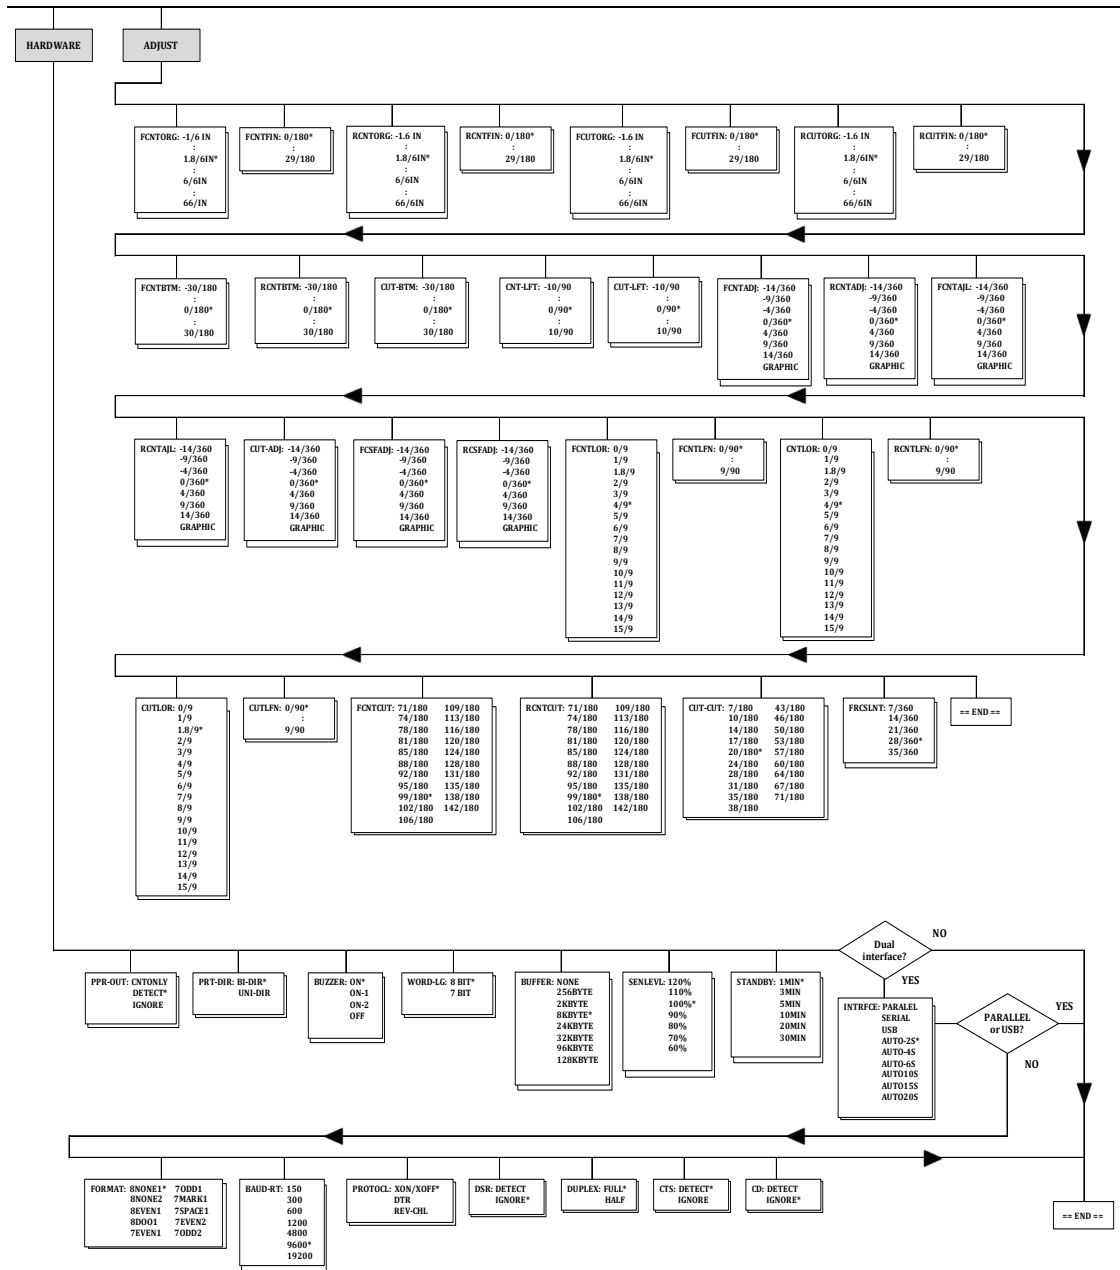 HARDWARE
ADJUST
FCNTORG: -1/6 IN
:
1.8/6IN*
:
6/6IN
:
66/IN
FCNTFIN: 0/180*
:
29/180
RCNTORG: -1.6 IN
:
1.8/6IN*
:
6/6IN
:
66/6IN
RCNTFIN: 0/180*
:
29/180
FCUTORG: -1.6 IN
:
1.8/6IN*
:
6/6IN
:
66/6IN
FCUTFIN: 0/180*
:
29/180
RCUTORG: -1.6 IN
:
1.8/6IN*
:
6/6IN
:
66/6IN
RCUTFIN: 0/180*
:
29/180
FCNTBTM: -30/180
:
0/180*
:
30/180
RCNTBTM: -30/180
:
0/180*
:
30/180
CUT-BTM: -30/180
:
0/180*
:
30/180
CNT-LFT: -10/90
:
0/90*
:
10/90
CUT-LFT: -10/90
:
0/90*
:
10/90
FCNTADJ: -14/360
-9/360
-4/360
0/360*
4/360
9/360
14/360
GRAPHIC
RCNTADJ: -14/360
-9/360
-4/360
0/360*
4/360
9/360
14/360
GRAPHIC
FCNTAJL: -14/360
-9/360
-4/360
0/360*
4/360
9/360
14/360
GRAPHIC
RCNTAJL: -14/360
-9/360
-4/360
0/360*
4/360
9/360
14/360
GRAPHIC
CUT-ADJ: -14/360
-9/360
-4/360
0/360*
4/360
9/360
14/360
GRAPHIC
FCSFADJ: -14/360
-9/360
-4/360
0/360*
4/360
9/360
14/360
GRAPHIC
RCSFADJ: -14/360
-9/360
-4/360
0/360*
4/360
9/360
14/360
GRAPHIC
FCNTLOR: 0/9
1/9
1.8/9
2/9
3/9
4/9*
5/9
6/9
7/9
8/9
9/9
10/9
11/9
12/9
13/9
14/9
15/9
FCNTLFN: 0/90*
:
9/90
CNTLOR: 0/9
1/9
1.8/9
2/9
3/9
4/9*
5/9
6/9
7/9
8/9
9/9
10/9
11/9
12/9
13/9
14/9
15/9
RCNTLFN: 0/90*
:
9/90
CUTLOR: 0/9
1/9
1.8/9*
2/9
3/9
4/9
5/9
6/9
7/9
8/9
9/9
10/9
11/9
12/9
13/9
14/9
15/9
CUTLFN: 0/90*
:
9/90
FCNTCUT: 71/180 109/180
74/180 113/180
78/180 116/180
81/180 120/180
85/180 124/180
88/180 128/180
92/180 131/180
95/180 135/180
99/180* 138/180
102/180 142/180
106/180
RCNTCUT: 71/180 109/180
74/180 113/180
78/180 116/180
81/180 120/180
85/180 124/180
88/180 128/180
92/180 131/180
95/180 135/180
99/180* 138/180
102/180 142/180
106/180
CUT-CUT: 7/180 43/180
10/180 46/180
14/180 50/180
17/180 53/180
20/180* 57/180
24/180 60/180
28/180 64/180
31/180 67/180
35/180 71/180
38/180
FRCSLNT: 7/360
14/360
21/360
28/360*
35/360
== END ==
Dual
interface?
NO
YES
PPR-OUT: CNTONLY
DETECT*
IGNORE
PRT-DIR: BI-DIR*
UNI-DIR
BUZZER: ON*
ON-1
ON-2
OFF
WORD-LG: 8 BIT*
7 BIT
BUFFER: NONE
256BYTE
2KBYTE
8KBYTE*
24KBYTE
32KBYTE
96KBYTE
128KBYTE
SENLEVL: 120%
110%
100%*
90%
80%
70%
60%
STANDBY: 1MIN*
3MIN
5MIN
10MIN
20MIN
30MIN
INTRFCE: PARALEL
SERIAL
USB
AUTO-2S*
AUTO-4S
AUTO-6S
AUTO10S
AUTO15S
AUTO20S
PARALLEL
or USB?
YES
NO
FORMAT: 8NONE1* 7ODD1
8NONE2 7MARK1
8EVEN1 7SPACE1
8DOO1 7EVEN2
7EVEN1 7ODD2
BAUD-RT: 150
300
600
1200
4800
9600*
19200
PROTOCL: XON/XOFF*
DTR
REV-CHL
DSR: DETECT
IGNORE*
DUPLEX: FULL*
HALF
CTS: DETECT*
IGNORE
CD: DETECT
IGNORE*
== END ==